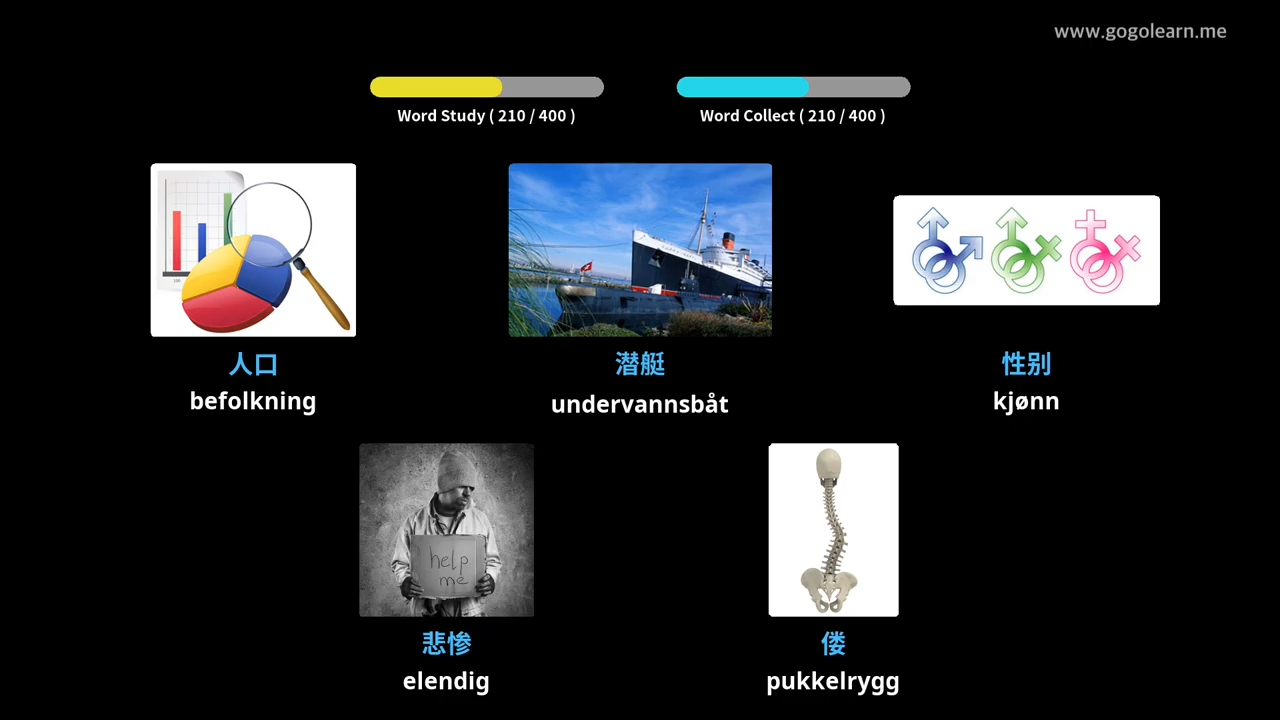 www.gogolearn.me
Word Study ( 210 / 400 )
Word Collect ( 210 / 400 )
人口
befolkning
潜艇
undervannsbåt
性别
kjønn
help
me
悲惨
elendig
偻
pukkelrygg